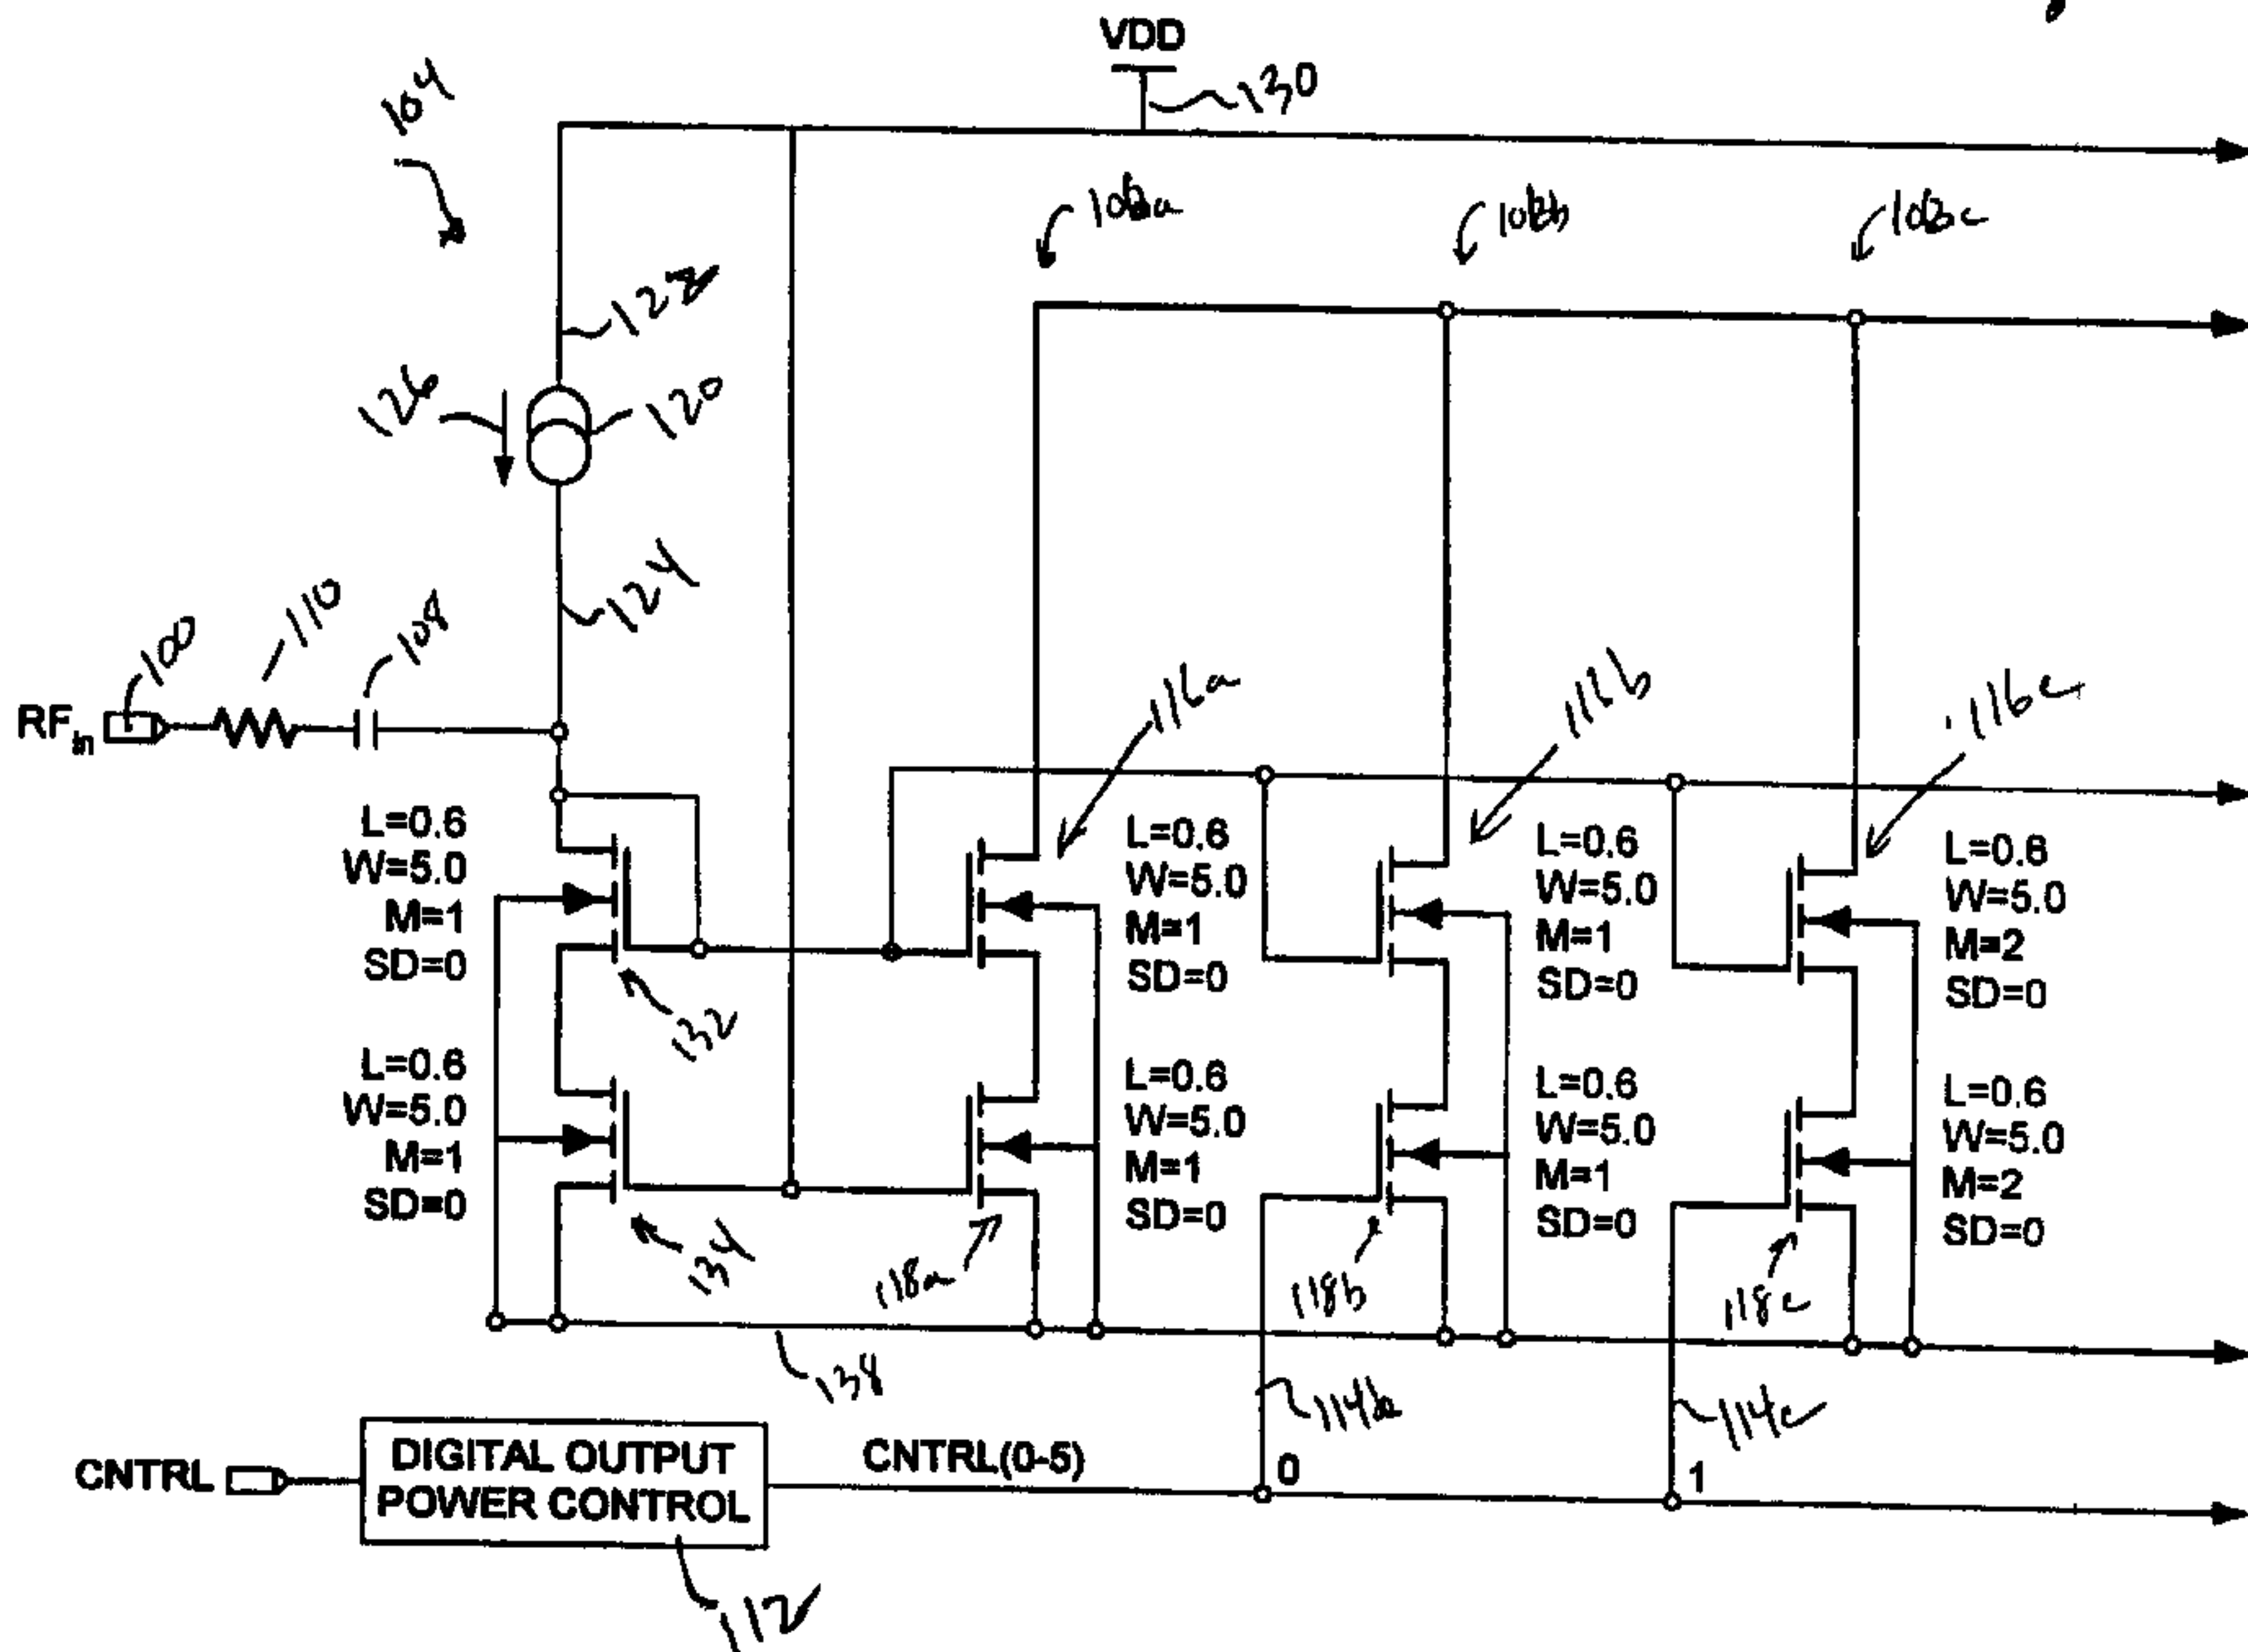 VDD
130
104
122
126
120
124
100
110
108
RFin
116a
116b
116c
L=0.6
W=5.0
M=1
SD=0
132
L=0.6
W=5.0
M=1
SD=0
L=0.6
W=5.0
M=1
SD=0
L=0.6
W=5.0
M=2
SD=0
L=0.6
W=5.0
M=1
SD=0
134
118a
L=0.6
W=5.0
M=1
SD=0
118b
L=0.6
W=5.0
M=1
SD=0
118c
L=0.6
W=5.0
M=2
SD=0
138
114b
114c
CNTRL
DIGITAL OUTPUT
POWER CONTROL
CNTRL(0-5)
0
1
112